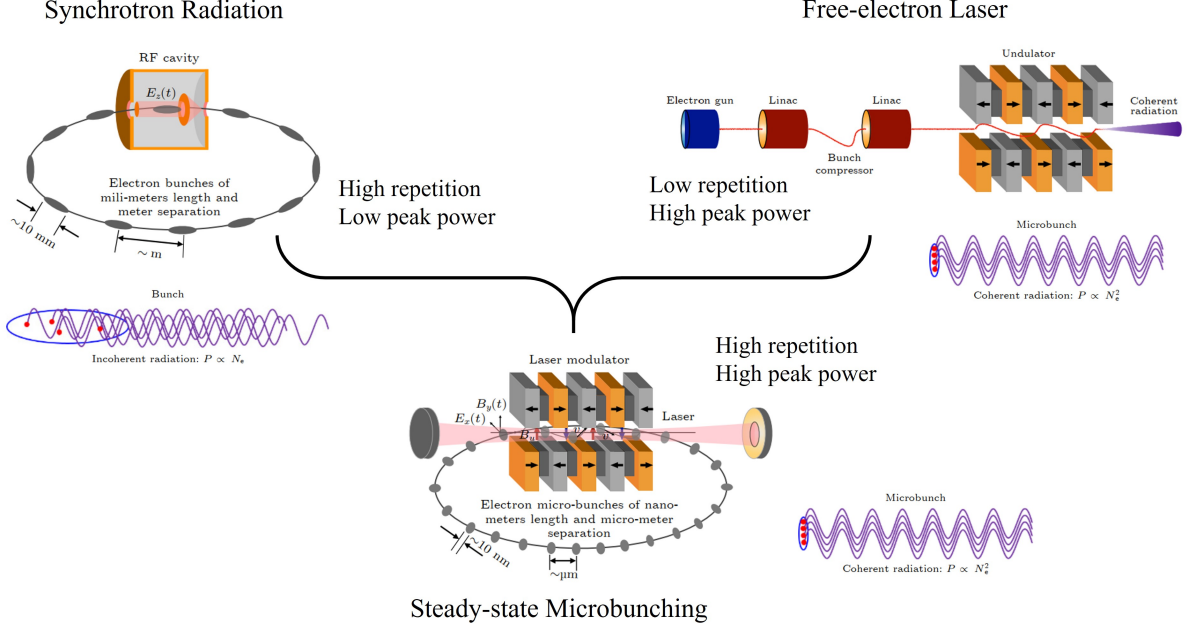 Synchrotron Radiation
RF cavity
E_z(t)
Electron bunches of
mili-meters length and
meter separation
~10 mm
~ m
High repetition
Low peak power
Bunch
Incoherent radiation: P ∝ N_e
Free-electron Laser
Undulator
Electron gun
Linac
Linac
Bunch
compressor
Coherent
radiation
Low repetition
High peak power
Microbunch
Coherent radiation: P ∝ N_e^2
High repetition
High peak power
Laser modulator
B_y(t)
E_x(t)
Laser
B_y
v
Electron micro-bunches of nano-
meters length and micro-meter
separation
~10 nm
~μm
Microbunch
Coherent radiation: P ∝ N_e^2
Steady-state Microbunching